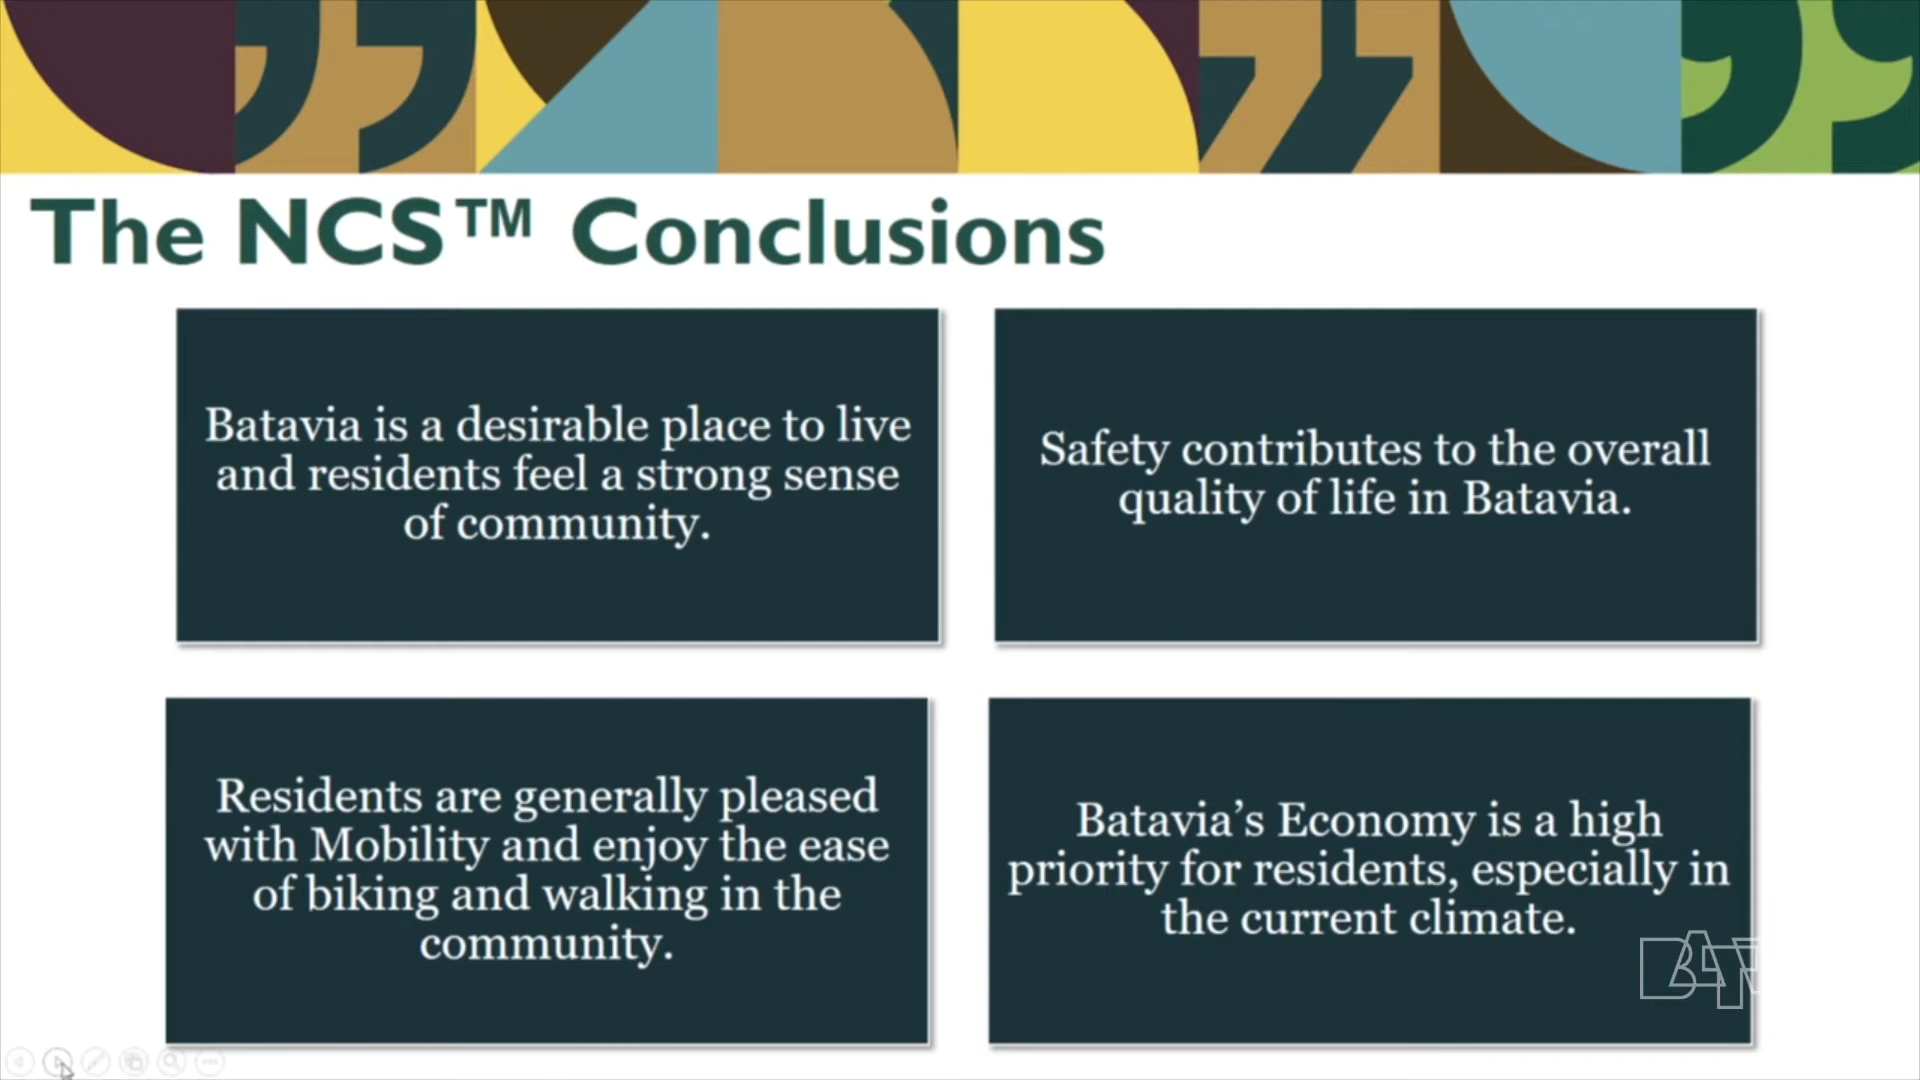 The NCS™ Conclusions
Batavia is a desirable place to live
and residents feel a strong sense
of community.
Safety contributes to the overall
quality of life in Batavia.
Residents are generally pleased
with Mobility and enjoy the ease
of biking and walking in the
community.
Batavia’s Economy is a high
priority for residents, especially in
the current climate.